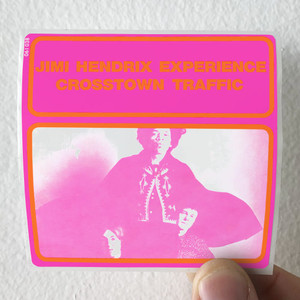 JIMI HENDRIX EXPERIENCE
CROSSTOWN TRAFFIC